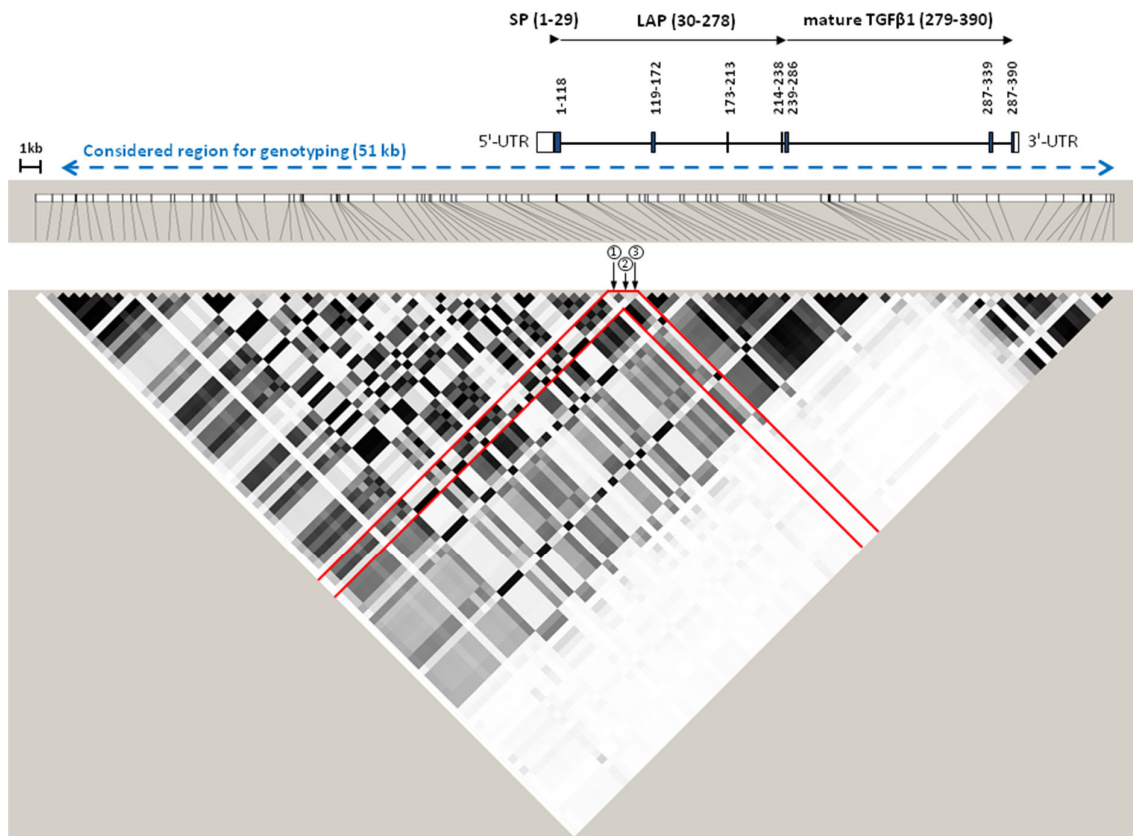 SP (1-29) LAP (30-278) mature TGFβ1 (279-390)
1-118
119-172
173-213
214-238
239-286
287-339
287-390
5'-UTR 3'-UTR
1kb
Considered region for genotyping (51 kb)
① ② ③